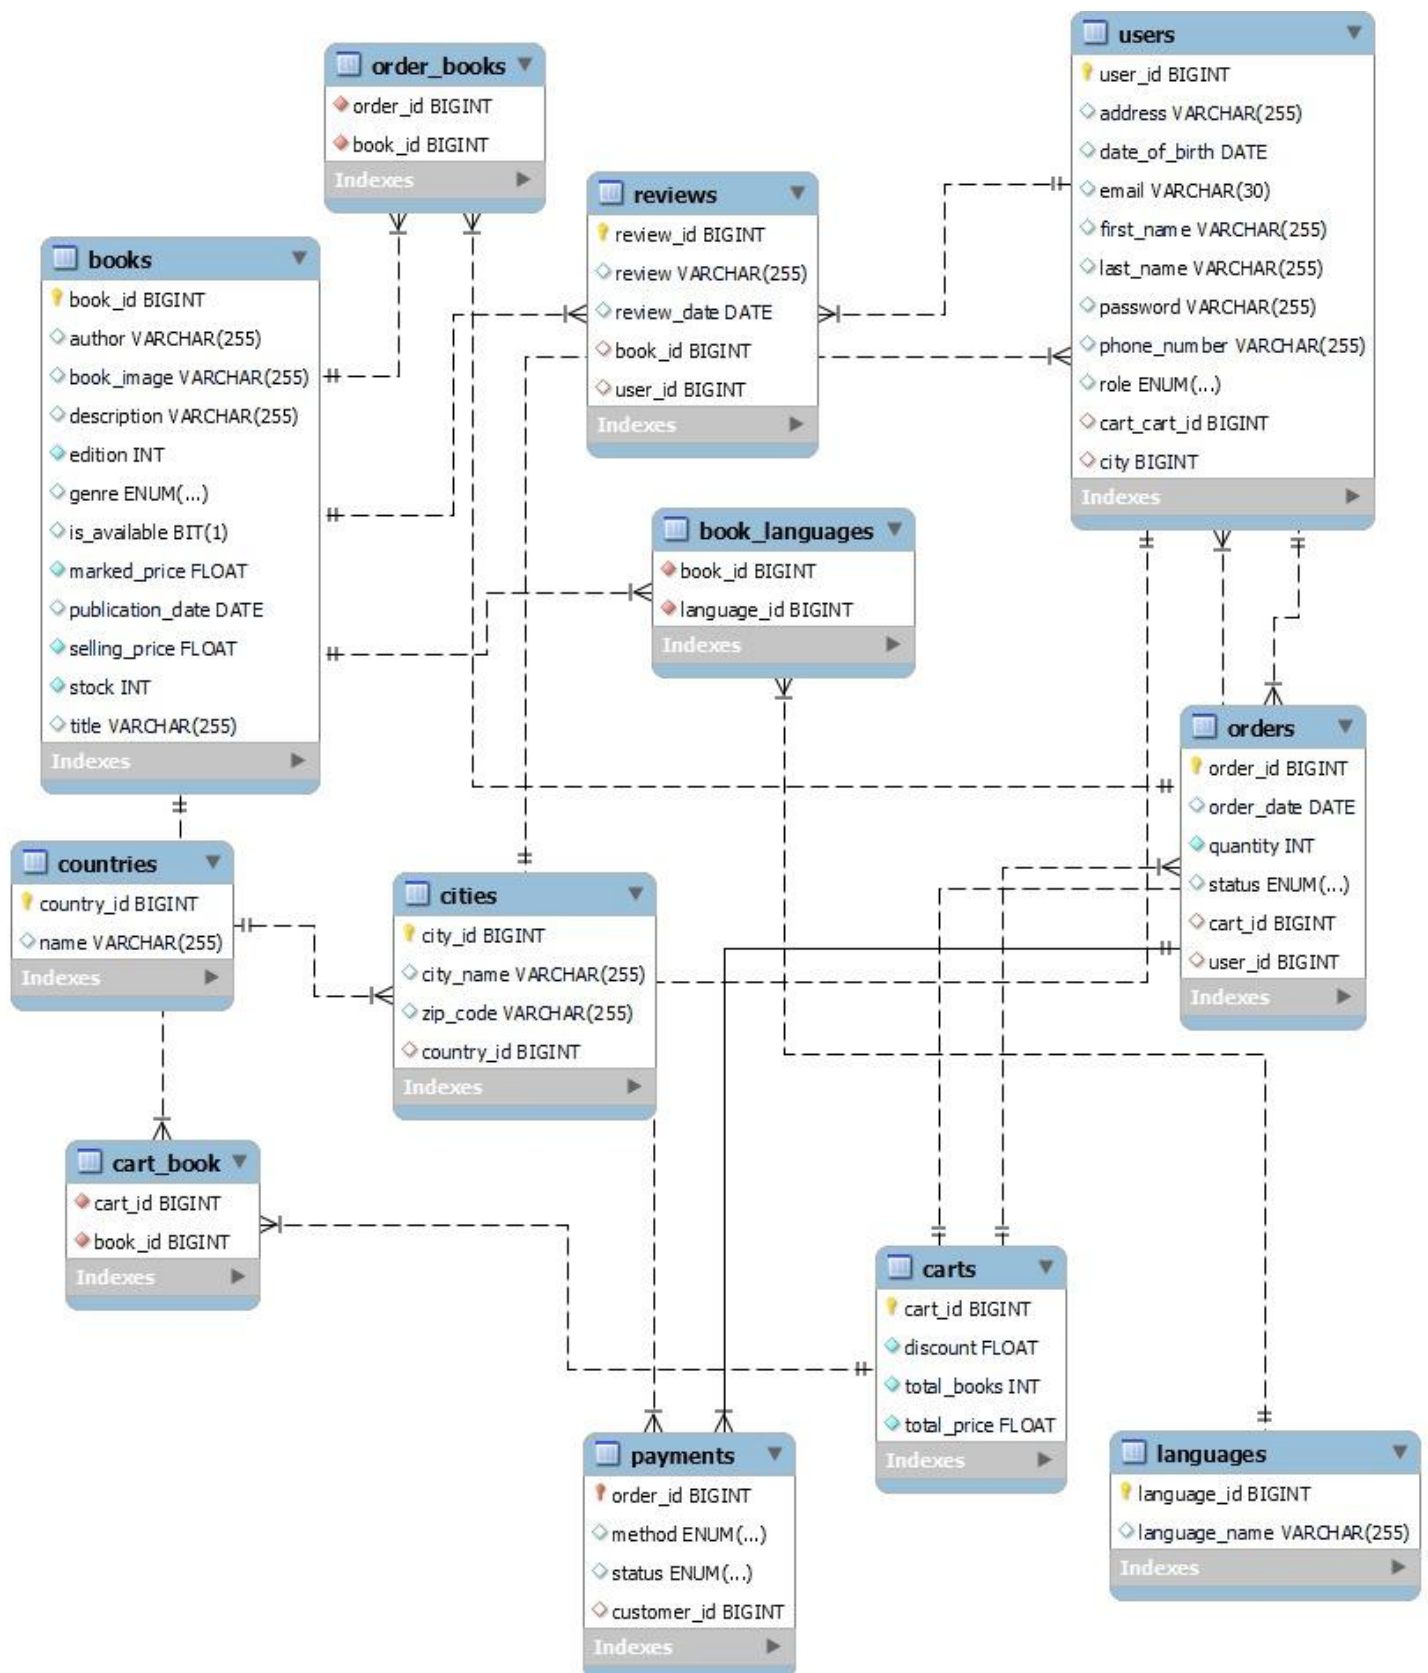 order_books
order_id BIGINT
book_id BIGINT
Indexes
users
user_id BIGINT
address VARCHAR(255)
date_of_birth DATE
email VARCHAR(30)
first_name VARCHAR(255)
last_name VARCHAR(255)
password VARCHAR(255)
phone_number VARCHAR(255)
role ENUM(...)
cart_cart_id BIGINT
city BIGINT
Indexes
reviews
review_id BIGINT
review VARCHAR(255)
review_date DATE
book_id BIGINT
user_id BIGINT
Indexes
books
book_id BIGINT
author VARCHAR(255)
book_image VARCHAR(255)
description VARCHAR(255)
edition INT
genre ENUM(...)
is_available BIT(1)
marked_price FLOAT
publication_date DATE
selling_price FLOAT
stock INT
title VARCHAR(255)
Indexes
book_languages
book_id BIGINT
language_id BIGINT
Indexes
orders
order_id BIGINT
order_date DATE
quantity INT
status ENUM(...)
cart_id BIGINT
user_id BIGINT
Indexes
countries
country_id BIGINT
name VARCHAR(255)
Indexes
cities
city_id BIGINT
city_name VARCHAR(255)
zip_code VARCHAR(255)
country_id BIGINT
Indexes
cart_book
cart_id BIGINT
book_id BIGINT
Indexes
carts
cart_id BIGINT
discount FLOAT
total_books INT
total_price FLOAT
Indexes
payments
order_id BIGINT
method ENUM(...)
status ENUM(...)
customer_id BIGINT
Indexes
languages
language_id BIGINT
language_name VARCHAR(255)
Indexes